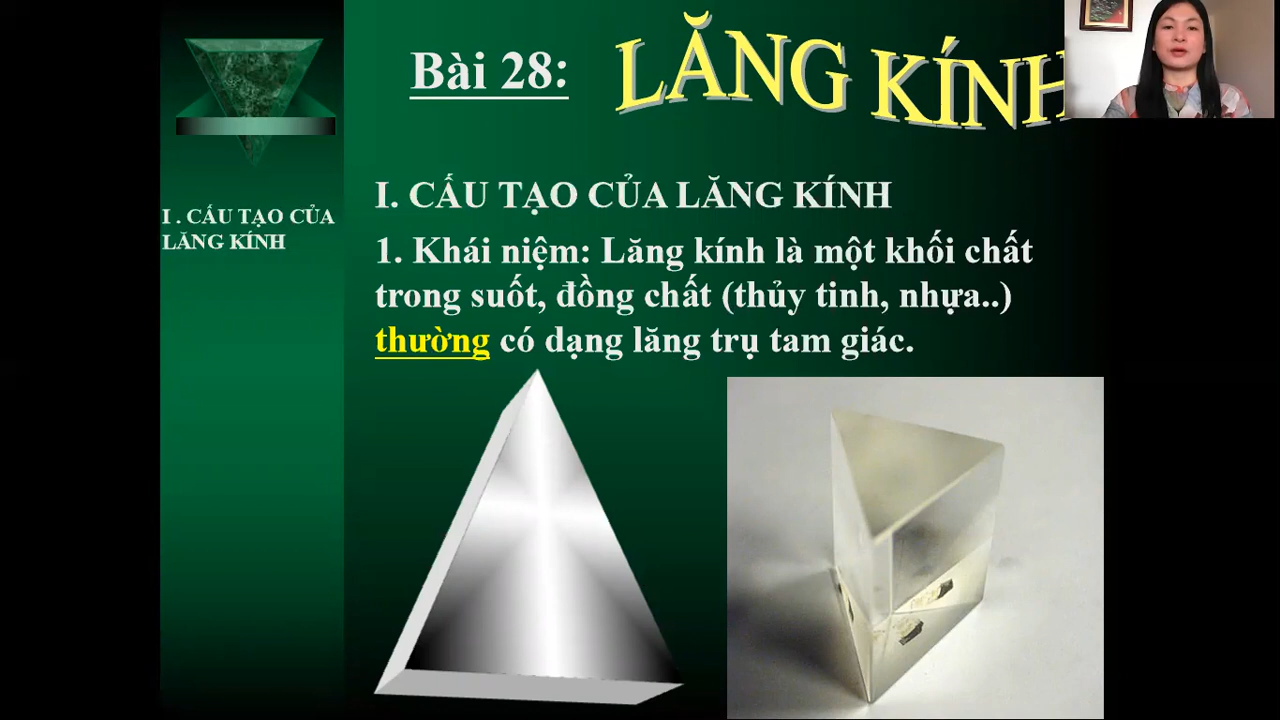 Bài 28:
LĂNG KÍNH
I . CẤU TẠO CỦA
LĂNG KÍNH
I. CẤU TẠO CỦA LĂNG KÍNH
1. Khái niệm: Lăng kính là một khối chất
trong suốt, đồng chất (thủy tinh, nhựa..)
thường có dạng lăng trụ tam giác.